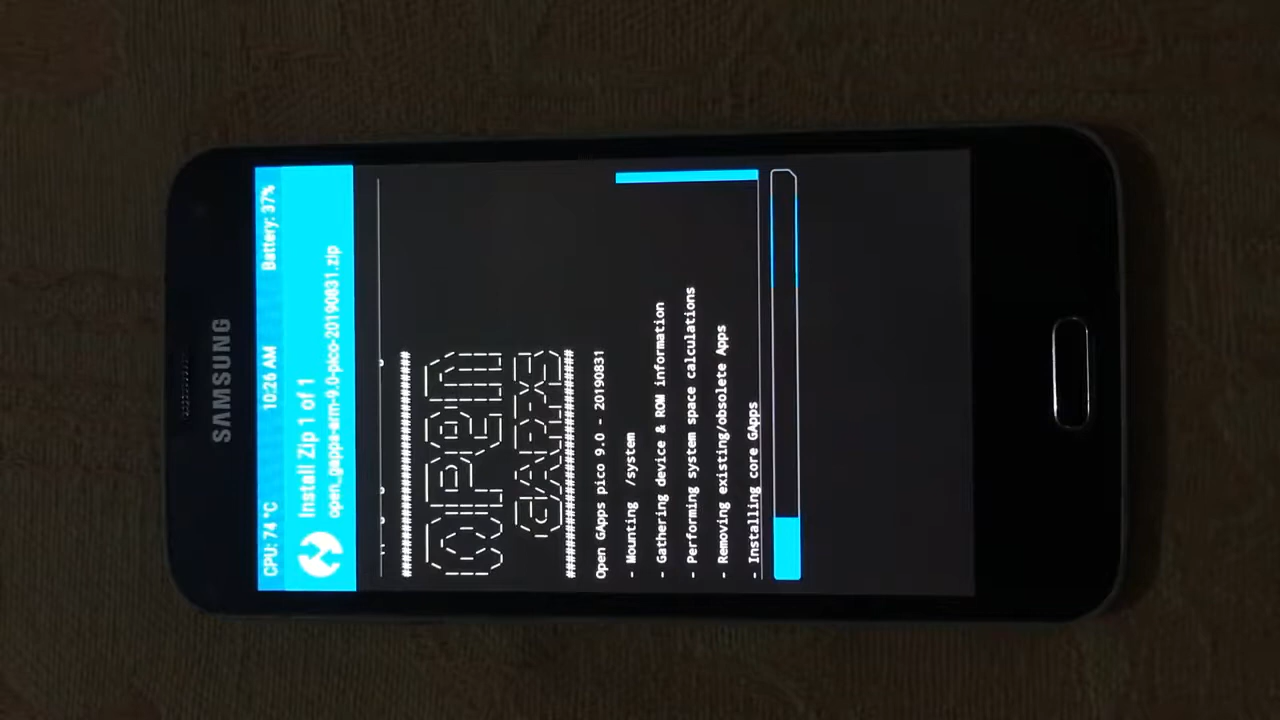 SAMSUNG
CPU: 74 °C 10:26 AM Battery: 37%
Install Zip 1 of 1
open_gapps-arm-9.0-pico-20190831.zip
##############################
OPEN
GAPPS
##############################
Open GApps pico 9.0 - 20190831
- Mounting /system
- Gathering device & ROM information
- Performing system space calculations
- Removing existing/obsolete Apps
- Installing core GApps